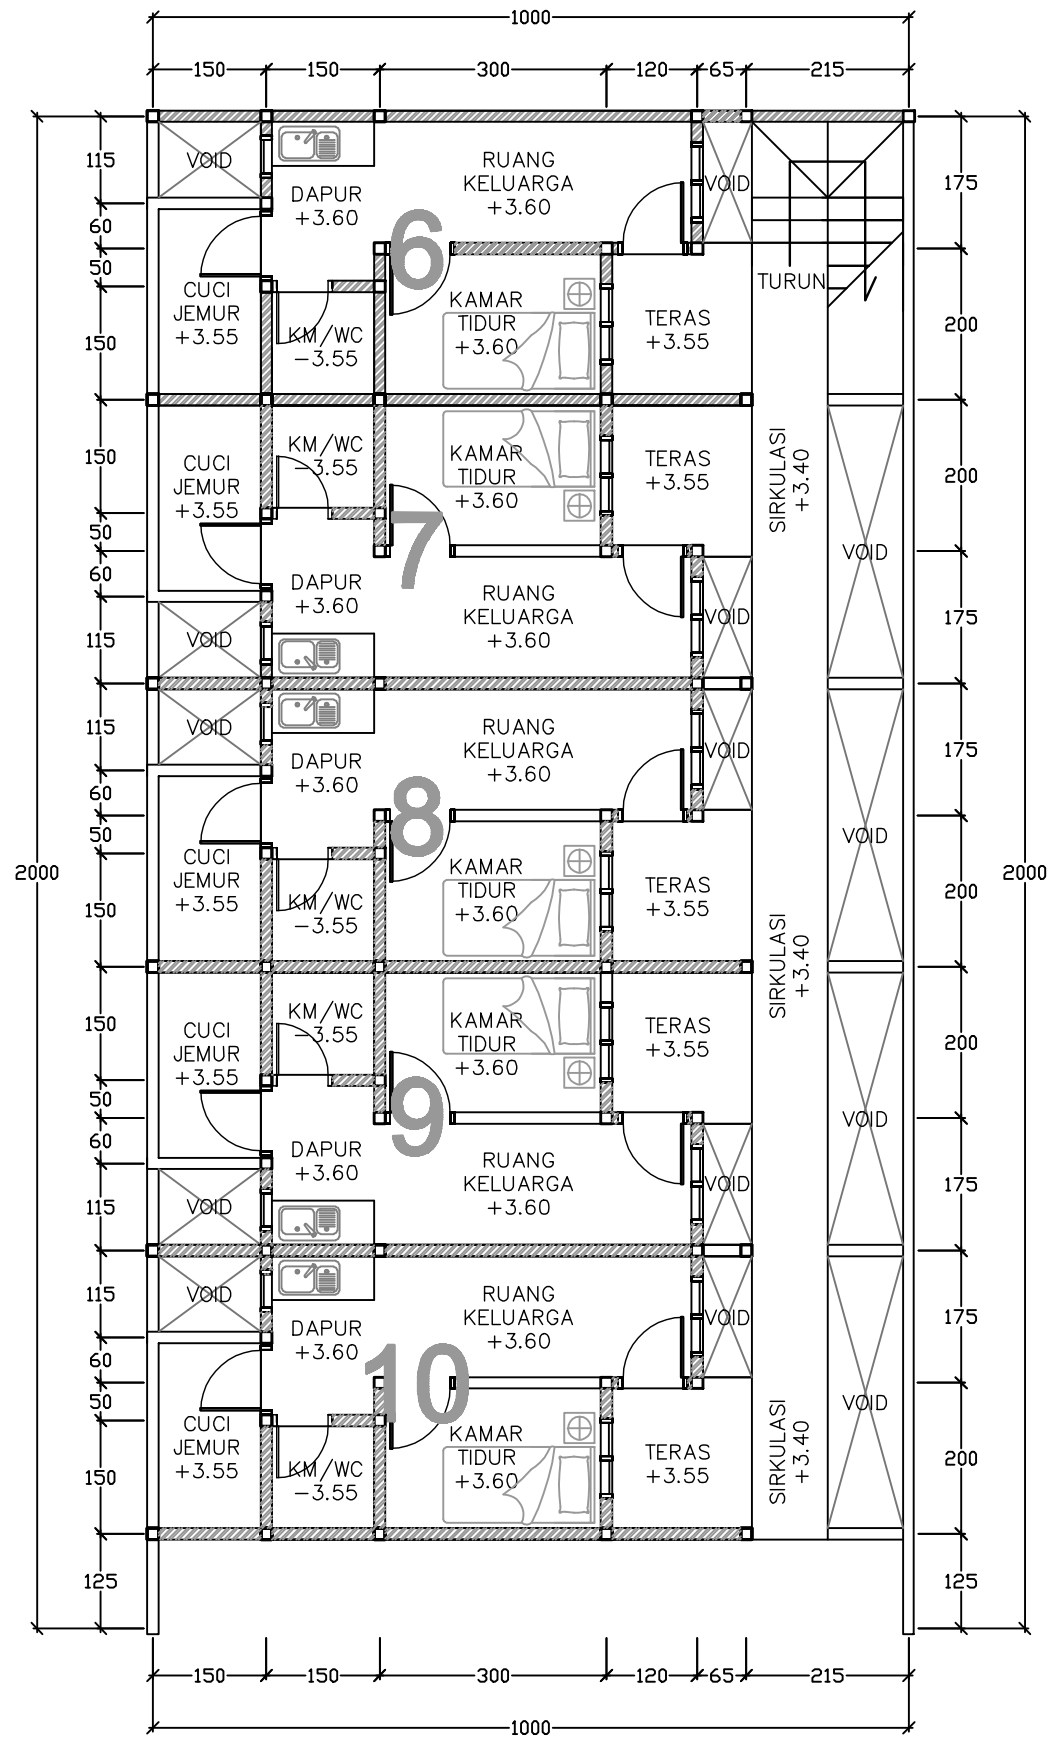 1000
150 150 300 120 65 215
115
VOID
RUANG
KELUARGA
+3.60
VOID
175
DAPUR
+3.60
60
6
50
TURUN
CUCI
JEMUR
+3.55
KAMAR
TIDUR
+3.60
TERAS
+3.55
200
KM/WC
-3.55
150
150
KM/WC
-3.55
CUCI
JEMUR
+3.55
KAMAR
TIDUR
+3.60
TERAS
+3.55
SIRKULASI
+3.40
200
50
7
VOID
60
DAPUR
+3.60
RUANG
KELUARGA
+3.60
VOID
175
115
VOID
115
VOID
RUANG
KELUARGA
+3.60
VOID
175
DAPUR
+3.60
60
8
50
VOID
2000
2000
CUCI
JEMUR
+3.55
KAMAR
TIDUR
+3.60
TERAS
+3.55
200
KM/WC
-3.55
150
SIRKULASI
+3.40
150
KM/WC
-3.55
CUCI
JEMUR
+3.55
KAMAR
TIDUR
+3.60
TERAS
+3.55
200
50
9
VOID
60
DAPUR
+3.60
RUANG
KELUARGA
+3.60
VOID
175
115
VOID
115
VOID
RUANG
KELUARGA
+3.60
VOID
175
DAPUR
+3.60
60
10
50
VOID
CUCI
JEMUR
+3.55
KAMAR
TIDUR
+3.60
TERAS
+3.55
SIRKULASI
+3.40
200
KM/WC
-3.55
150
125
125
150 150 300 120 65 215
1000